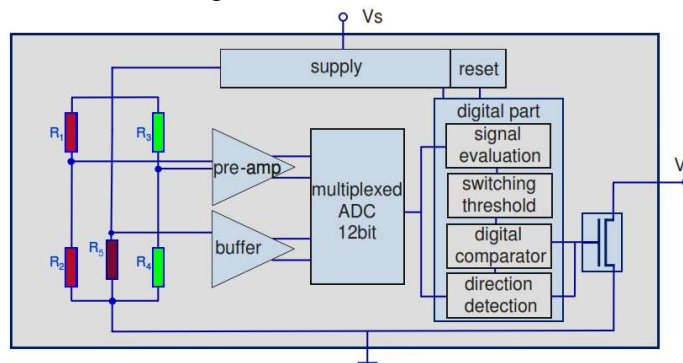 Vs
supply
reset
digital part
R1
R3
signal
evaluation
pre-amp
multiplexed
ADC
12bit
switching
threshold
V
R2
R5
R4
buffer
digital
comparator
direction
detection